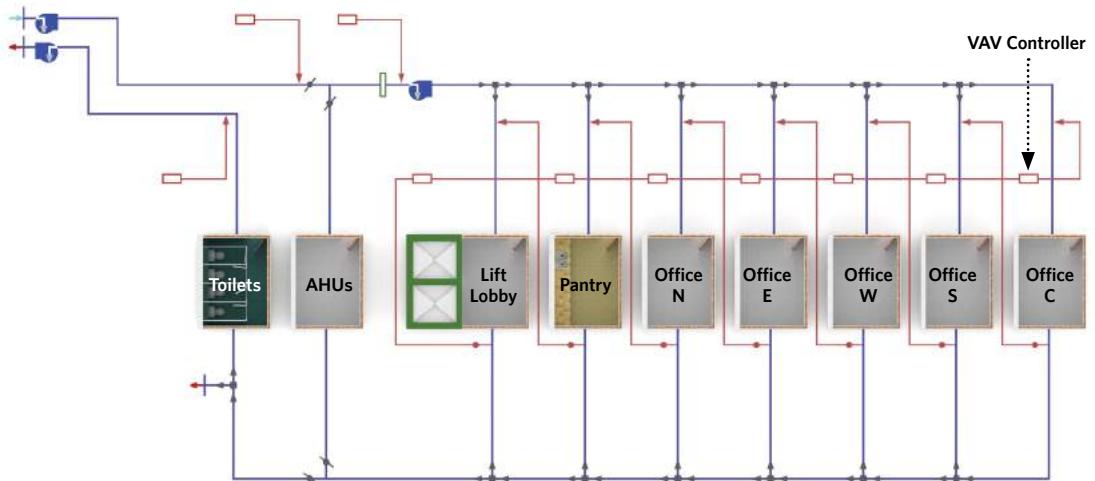 VAV Controller
Toilets
AHUs
Lift
Lobby
Pantry
Office
N
Office
E
Office
W
Office
S
Office
C